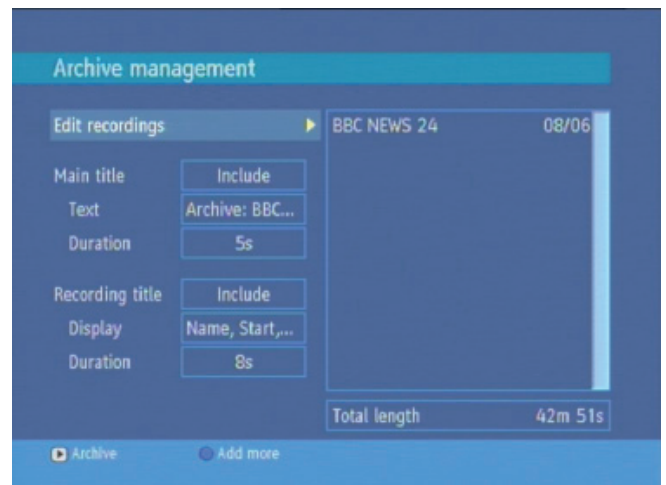 Archive management
Edit recordings
BBC NEWS 24 08/06
Main title Include
Text Archive: BBC...
Duration 5s
Recording title Include
Display Name, Start,...
Duration 8s
Total length 42m 51s
Archive Add more